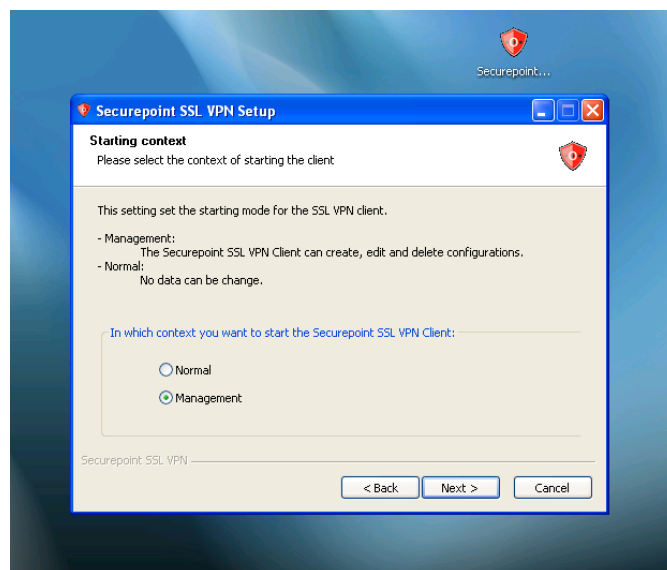 Securepoint...
Securepoint SSL VPN Setup
Starting context
Please select the context of starting the client
This setting set the starting mode for the SSL VPN client.
- Management:
The Securepoint SSL VPN Client can create, edit and delete configurations.
- Normal:
No data can be change.
In which context you want to start the Securepoint SSL VPN Client:
Normal
Management
Securepoint SSL VPN
< Back Next > Cancel